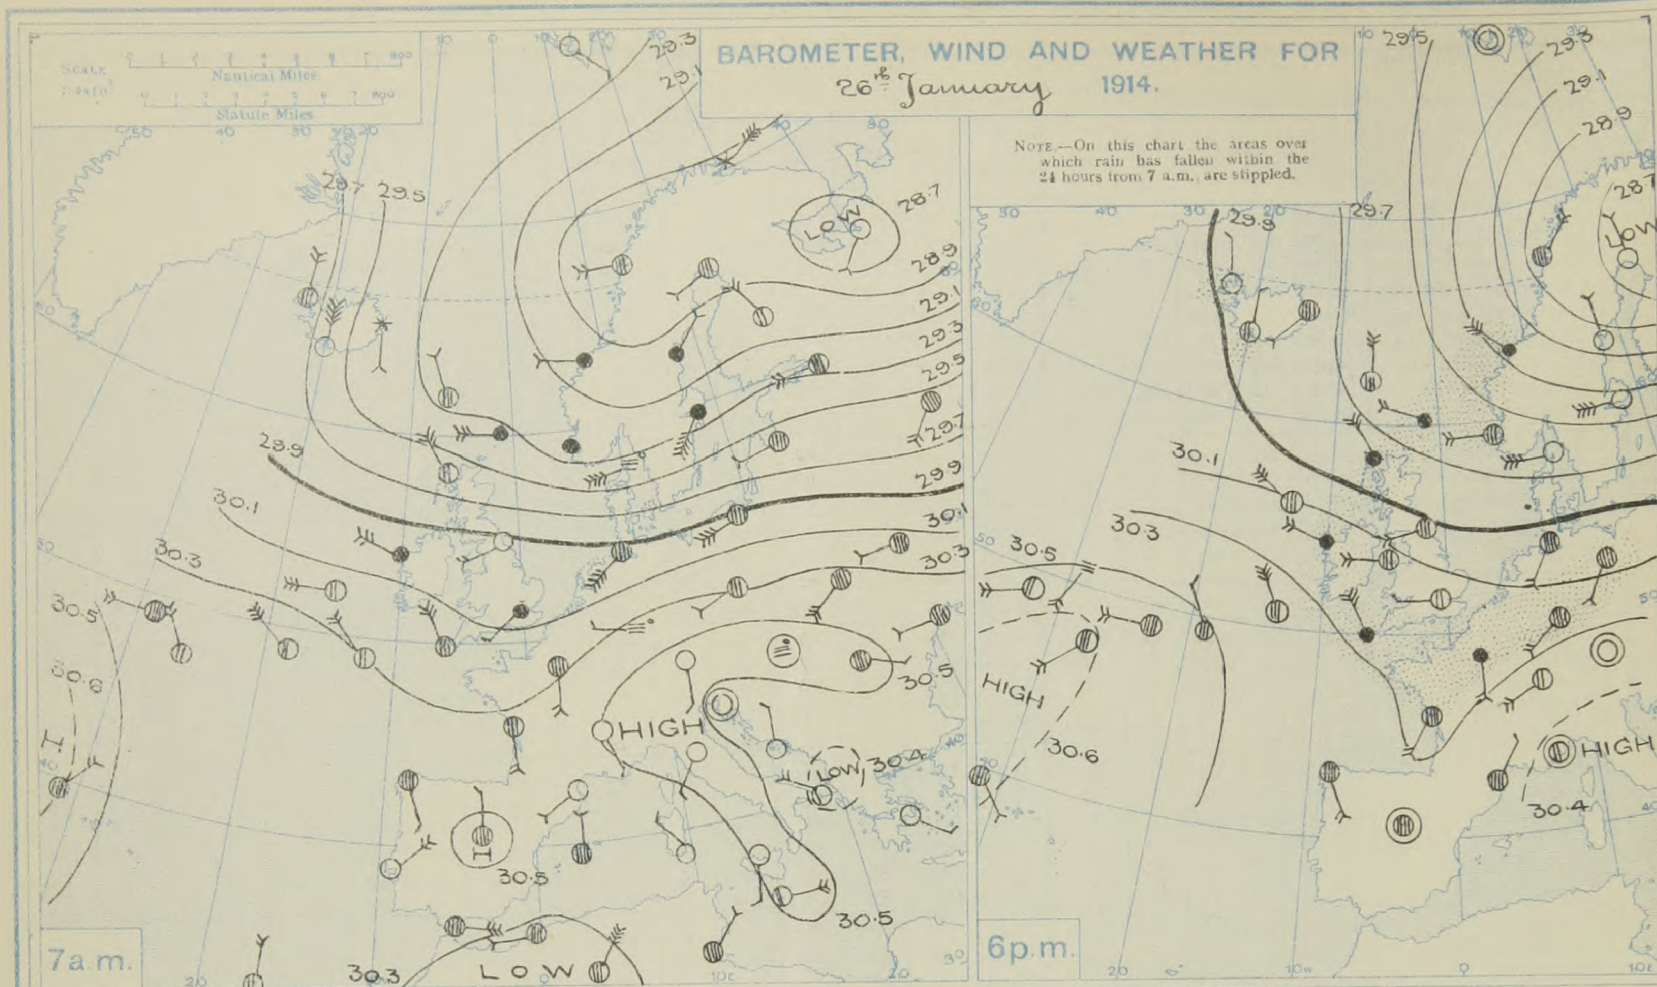 BAROMETER, WIND AND WEATHER FOR
26th January 1914.
NOTE.—On this chart the areas over
which rain has fallen within the
24 hours from 7 a.m. are stippled.
SCALE
Nautical Miles
Statute Miles
29.3
29.1
29.7
29.5
LOW
28.7
28.9
29.1
29.3
29.5
29.7
29.9
30.1
30.3
29.9
30.1
30.3
30.5
30.6
HIGH
30.5
LOW
30.4
30.5
30.5
30.3
LOW
7 a.m.
29.5
29.3
29.1
28.9
28.7
LOW
29.9
29.7
30.1
30.3
30.5
HIGH
30.6
HIGH
30.4
6 p.m.